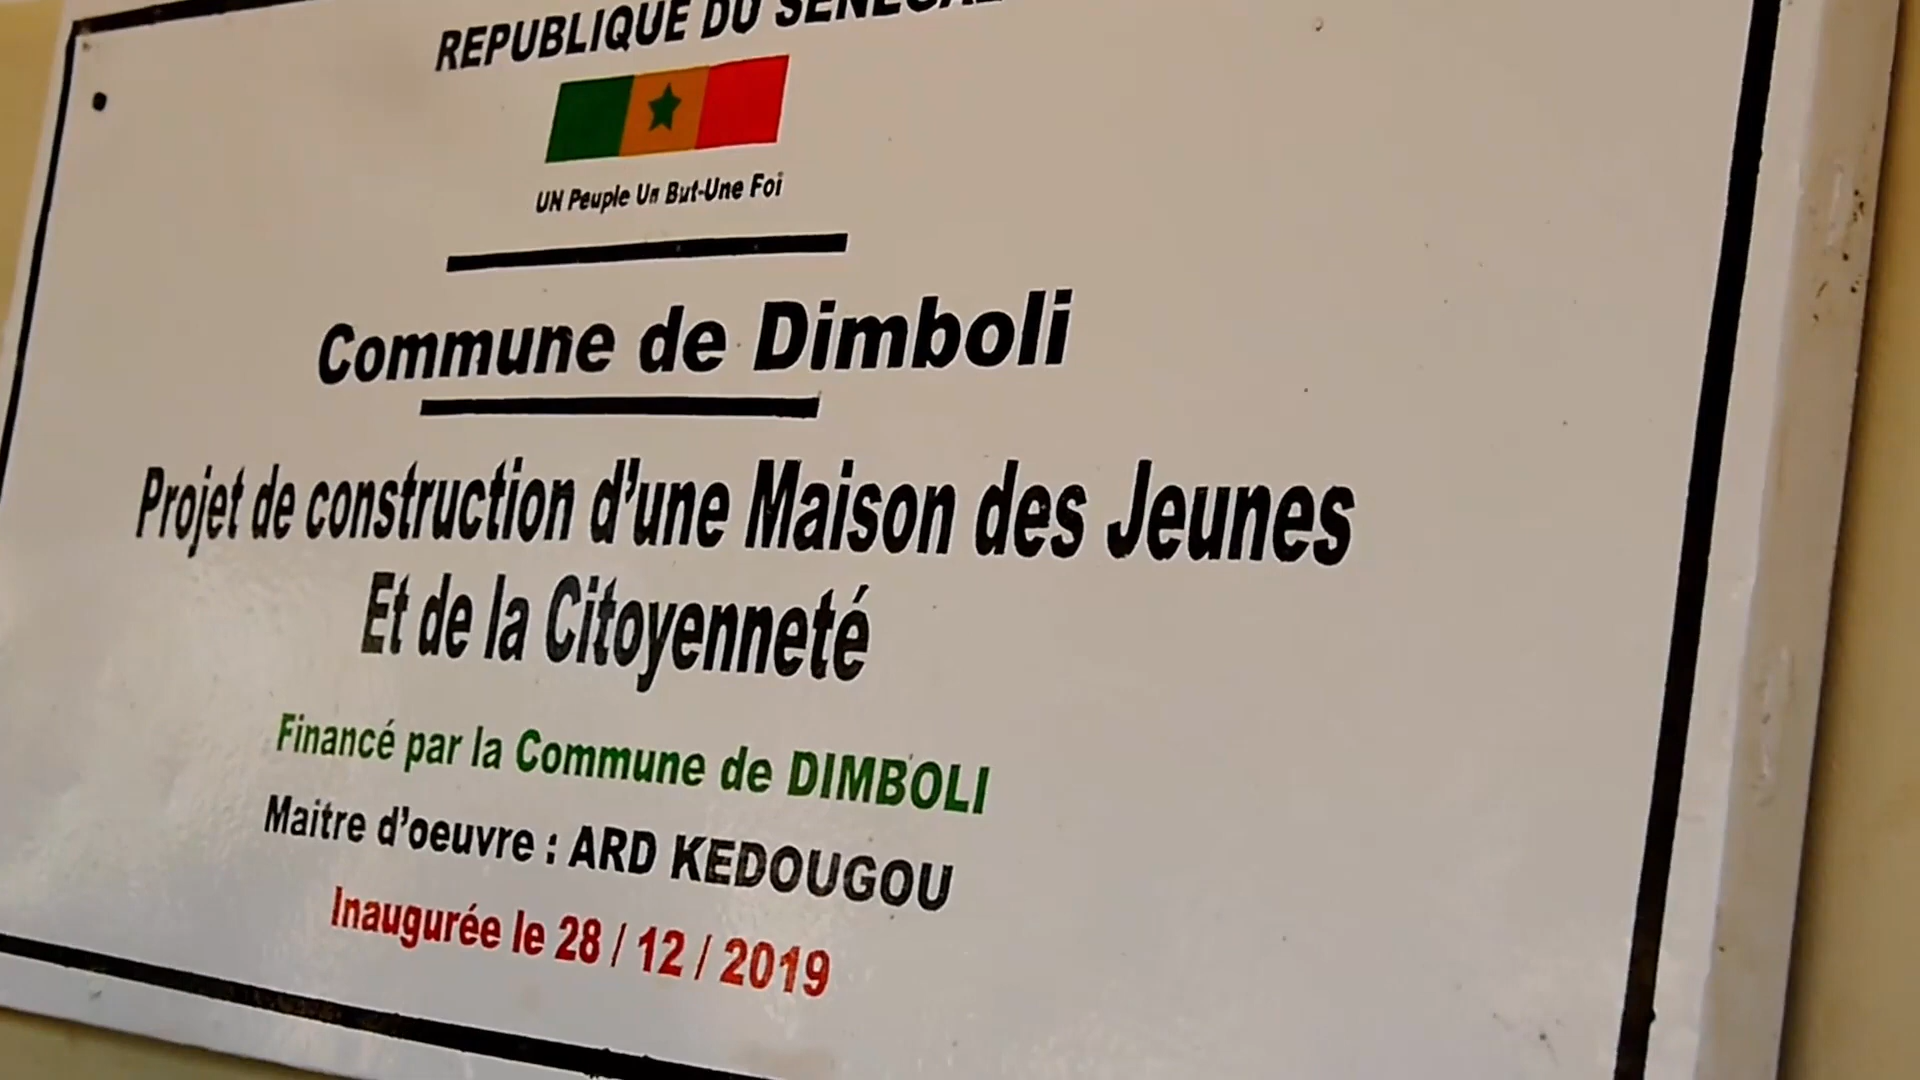 REPUBLIQUE DU SENEGAL
UN Peuple Un But-Une Foi
Commune de Dimboli
Projet de construction d'une Maison des Jeunes
Et de la Citoyenneté
Financé par la Commune de DIMBOLI
Maitre d'oeuvre : ARD KEDOUGOU
Inaugurée le 28 / 12 / 2019